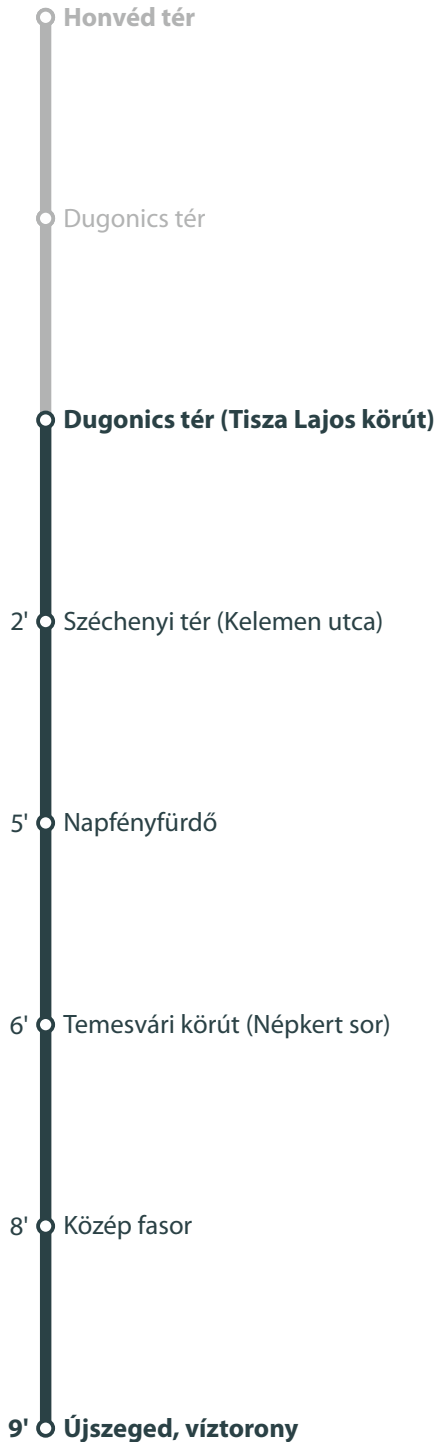 Honvéd tér
Dugonics tér
Dugonics tér (Tisza Lajos körút)
2' Széchenyi tér (Kelemen utca)
5' Napfényfürdő
6' Temesvári körút (Népkert sor)
8' Közép fasor
9' Újszeged, víztorony